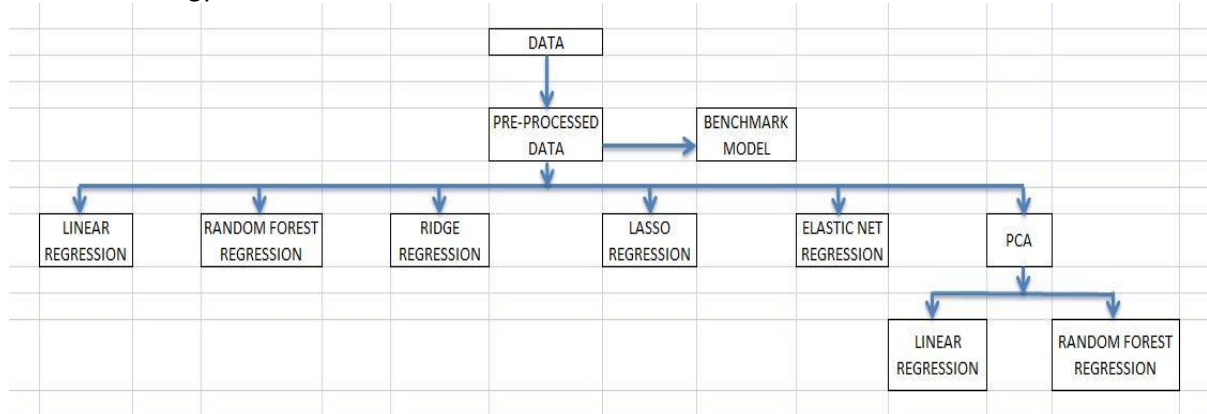 DATA
PRE-PROCESSED
DATA
BENCHMARK
MODEL
LINEAR
REGRESSION
RANDOM FOREST
REGRESSION
RIDGE
REGRESSION
LASSO
REGRESSION
ELASTIC NET
REGRESSION
PCA
LINEAR
REGRESSION
RANDOM FOREST
REGRESSION